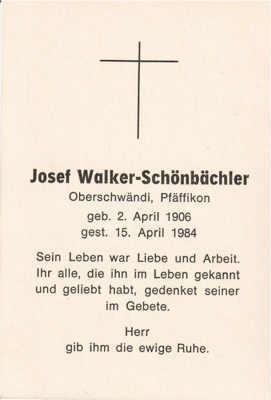 Josef Walker-Schönbächler
Oberschwändi, Pfäffikon
geb. 2. April 1906
gest. 15. April 1984
Sein Leben war Liebe und Arbeit.
Ihr alle, die ihn im Leben gekannt
und geliebt habt, gedenket seiner
im Gebete.
Herr
gib ihm die ewige Ruhe.